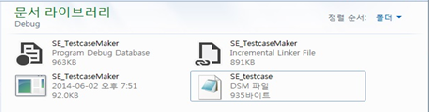 문서 라이브러리
Debug
정렬 순서: 폴더
SE_TestcaseMaker
Program Debug Database
963KB
SE_TestcaseMaker
Incremental Linker File
891KB
SE_TestcaseMaker
2014-06-02 오후 7:51
92.0KB
SE_testcase
DSM 파일
935바이트